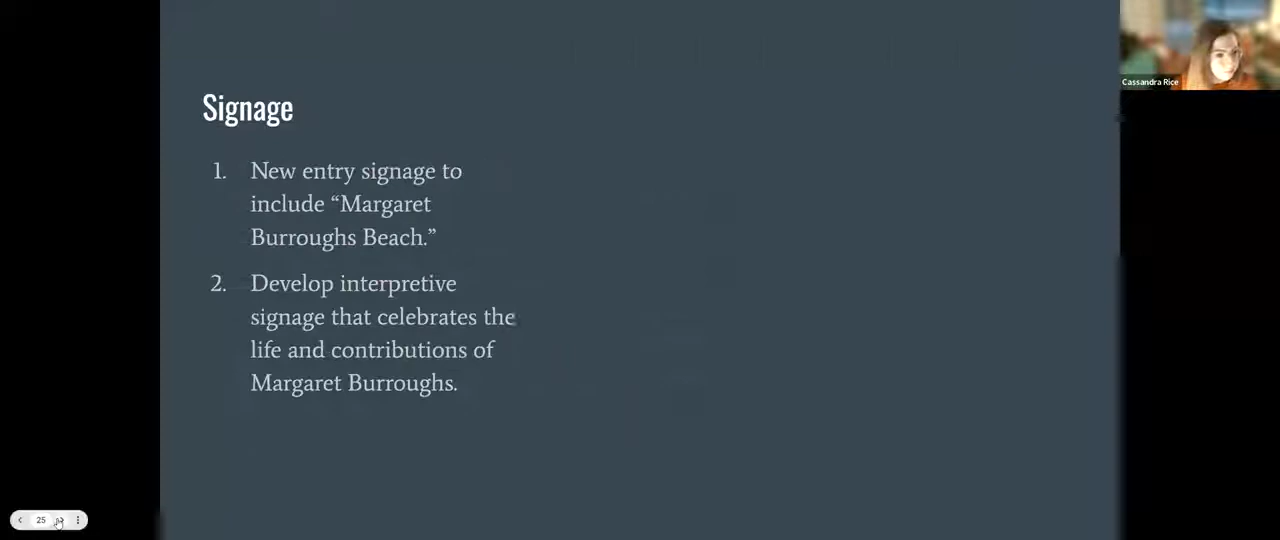 Signage
1. New entry signage to
include “Margaret
Burroughs Beach.”
2. Develop interpretive
signage that celebrates the
life and contributions of
Margaret Burroughs.
Cassandra Rice
25